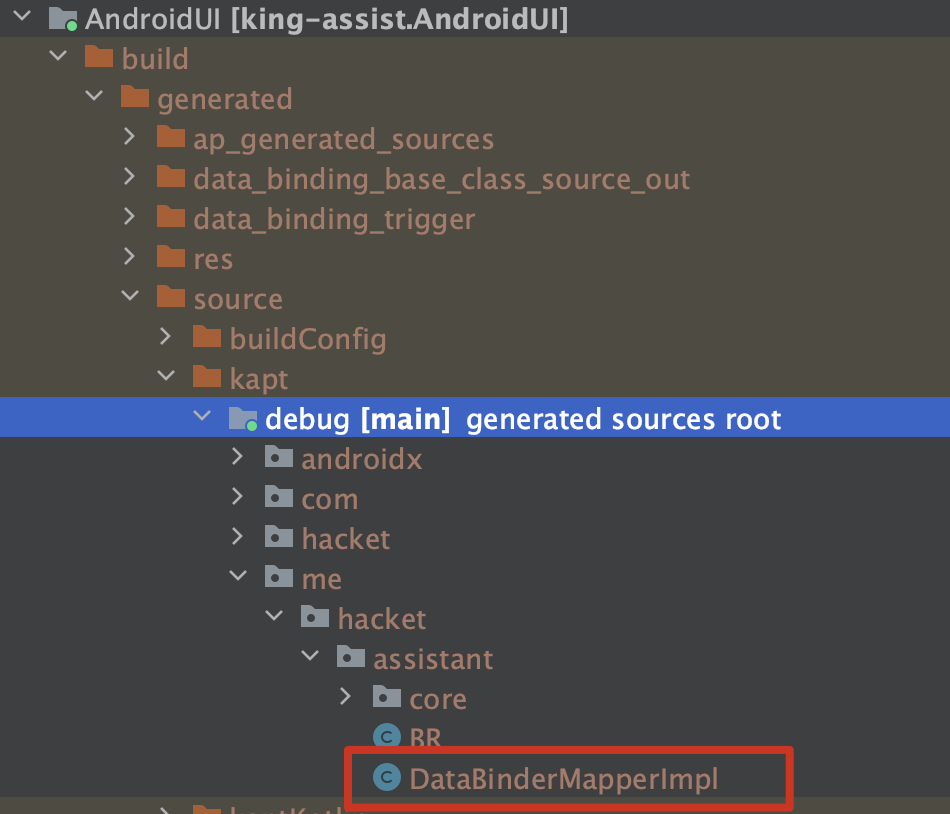 AndroidUI [king-assist.AndroidUI]
build
generated
ap_generated_sources
data_binding_base_class_source_out
data_binding_trigger
res
source
buildConfig
kapt
debug [main] generated sources root
androidx
com
hacket
me
hacket
assistant
core
BR
DataBinderMapperImpl